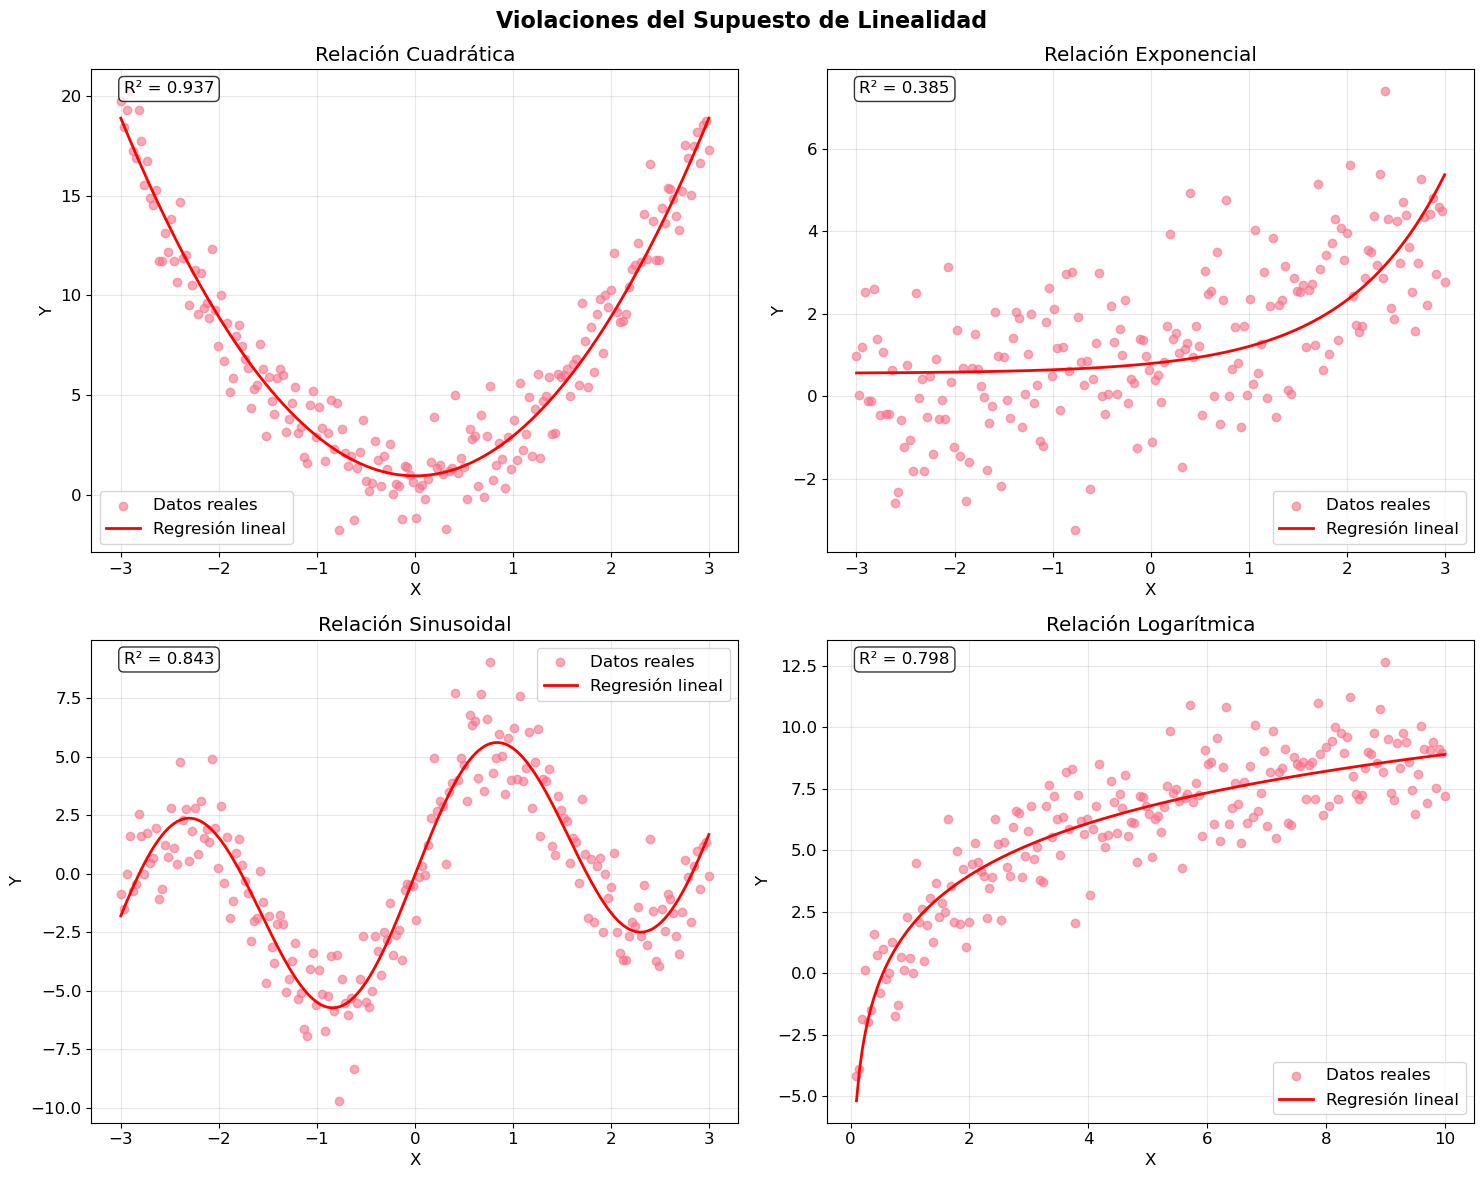 Violaciones del Supuesto de Linealidad
Relación Cuadrática
R² = 0.937
20
15
10
5
0
Y
Datos reales
Regresión lineal
−3 −2 −1 0 1 2 3
X
Relación Exponencial
R² = 0.385
6
4
2
0
−2
Y
Datos reales
Regresión lineal
−3 −2 −1 0 1 2 3
X
Relación Sinusoidal
R² = 0.843
Datos reales
Regresión lineal
7.5
5.0
2.5
0.0
−2.5
−5.0
−7.5
−10.0
Y
−3 −2 −1 0 1 2 3
X
Relación Logarítmica
R² = 0.798
12.5
10.0
7.5
5.0
2.5
0.0
−2.5
−5.0
Y
Datos reales
Regresión lineal
0 2 4 6 8 10
X